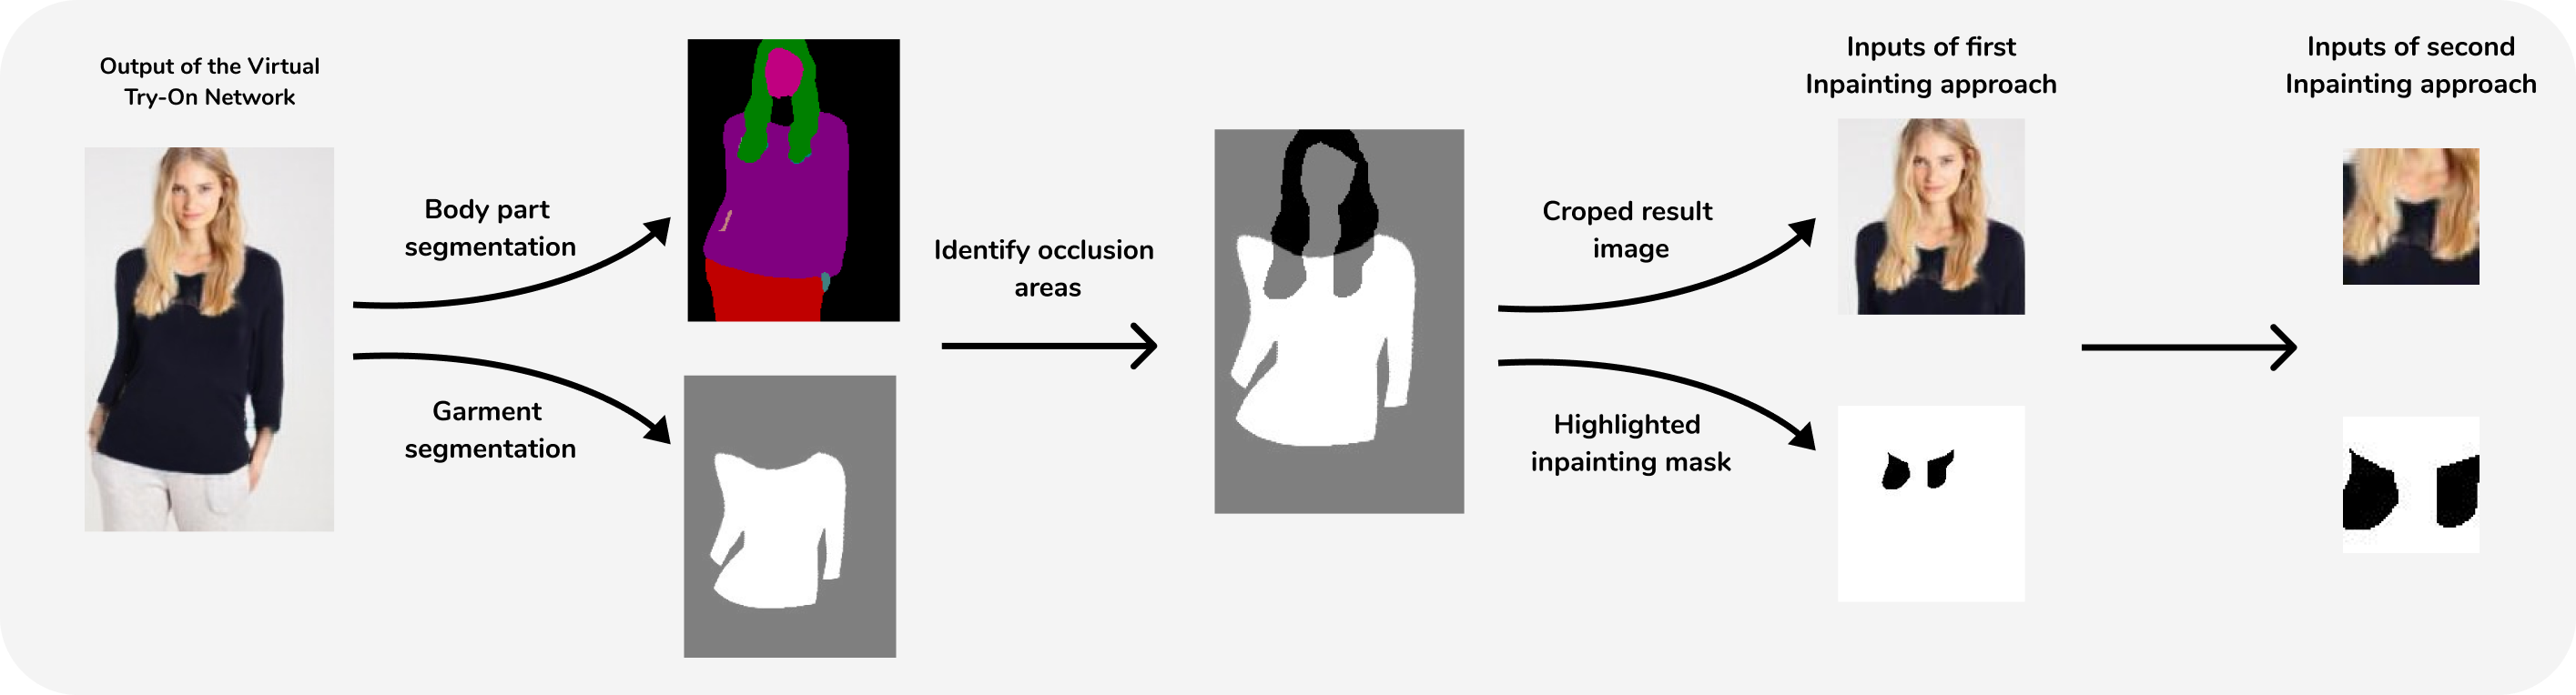 Output of the Virtual
Try-On Network
Body part
segmentation
Garment
segmentation
Identify occlusion
areas
Croped result
image
Highlighted
inpainting mask
Inputs of first
Inpainting approach
Inputs of second
Inpainting approach